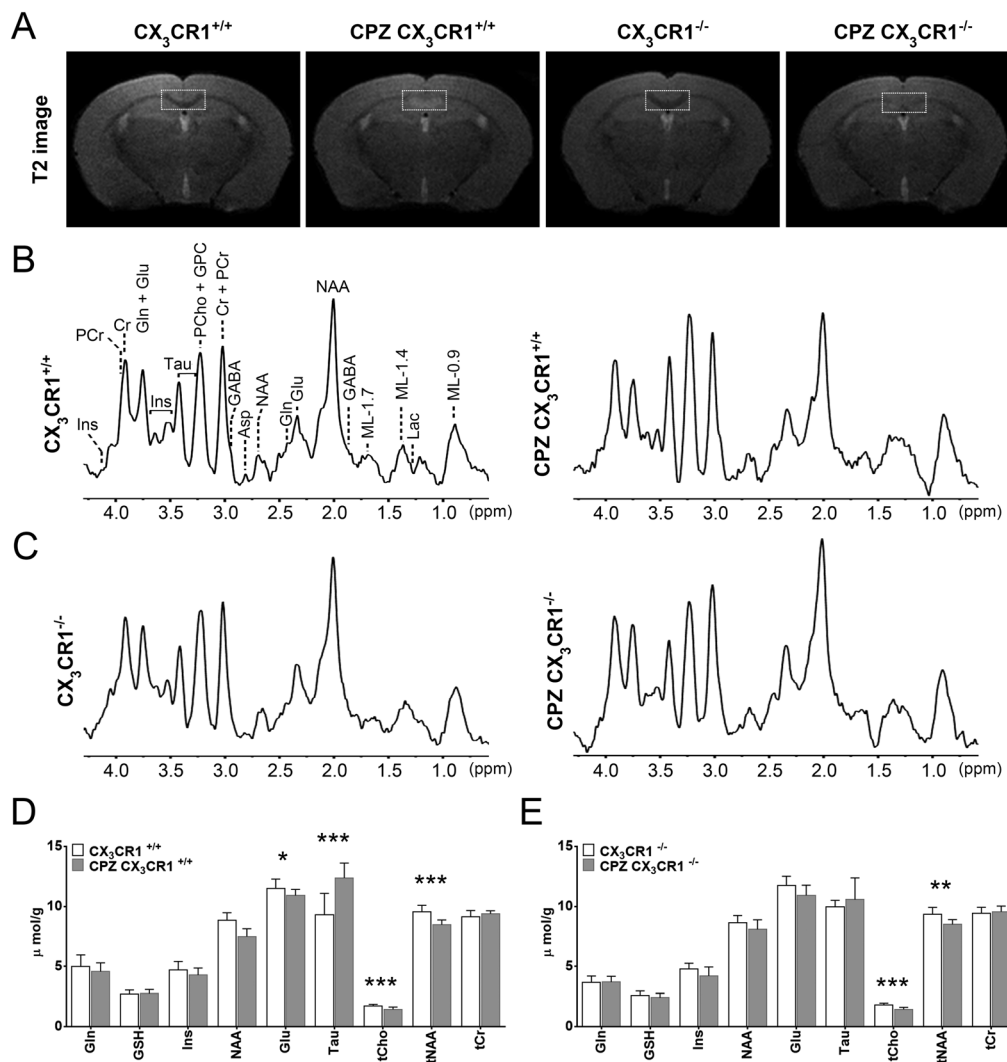 A
CX3CR1+/+
CPZ CX3CR1+/+
CX3CR1-/-
CPZ CX3CR1-/-
T2 image
B
CX3CR1+/+
Ins
PCr
Cr
Gln + Glu
Ins
Tau
PCho + GPC
Cr + PCr
GABA
Asp
NAA
Gln
Glu
NAA
GABA
ML-1.7
ML-1.4
Lac
ML-0.9
4.0 3.5 3.0 2.5 2.0 1.5 1.0 (ppm)
CPZ CX3CR1+/+
4.0 3.5 3.0 2.5 2.0 1.5 1.0 (ppm)
C
CX3CR1-/-
4.0 3.5 3.0 2.5 2.0 1.5 1.0 (ppm)
CPZ CX3CR1-/-
4.0 3.5 3.0 2.5 2.0 1.5 1.0 (ppm)
D
CX3CR1 +/+
CPZ CX3CR1 +/+
μ mol/g
15
10
5
0
* *** *** ***
Gln GSH Ins NAA Glu Tau tCho tNAA tCr
E
CX3CR1 -/-
CPZ CX3CR1 -/-
μ mol/g
15
10
5
0
*** **
Gln GSH Ins NAA Glu Tau tCho tNAA tCr